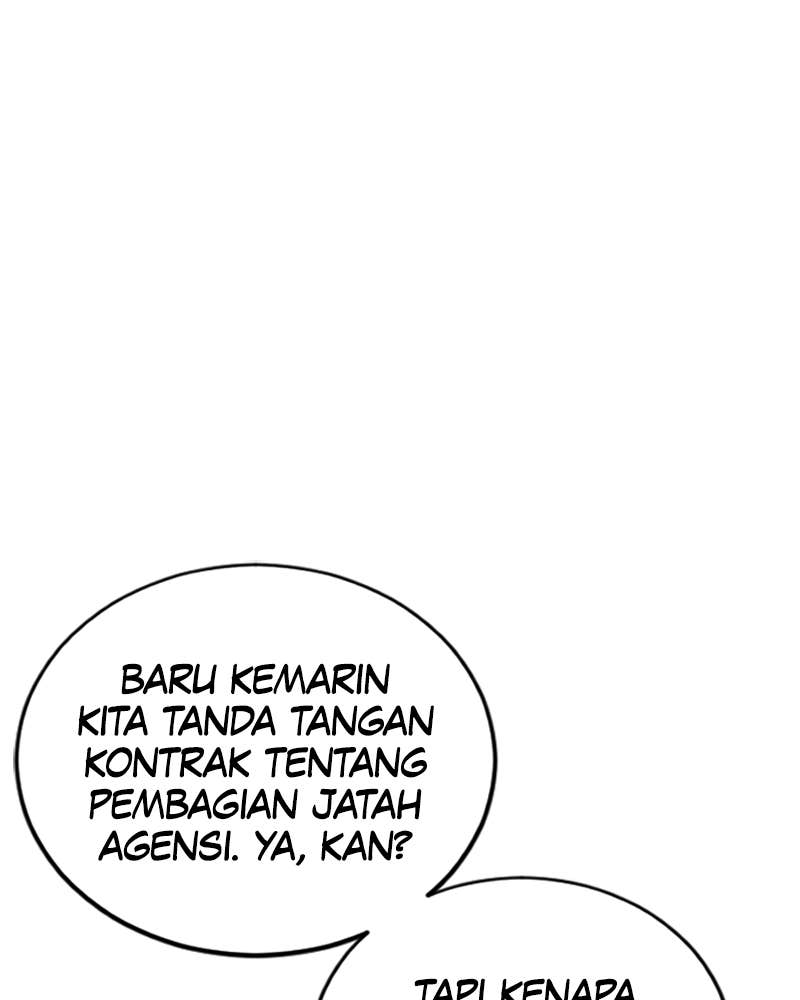 BARU KEMARIN
KITA TANDA TANGAN
KONTRAK TENTANG
PEMBAGIAN JATAH
AGENSI. YA, KAN?
TAPI KENAPA